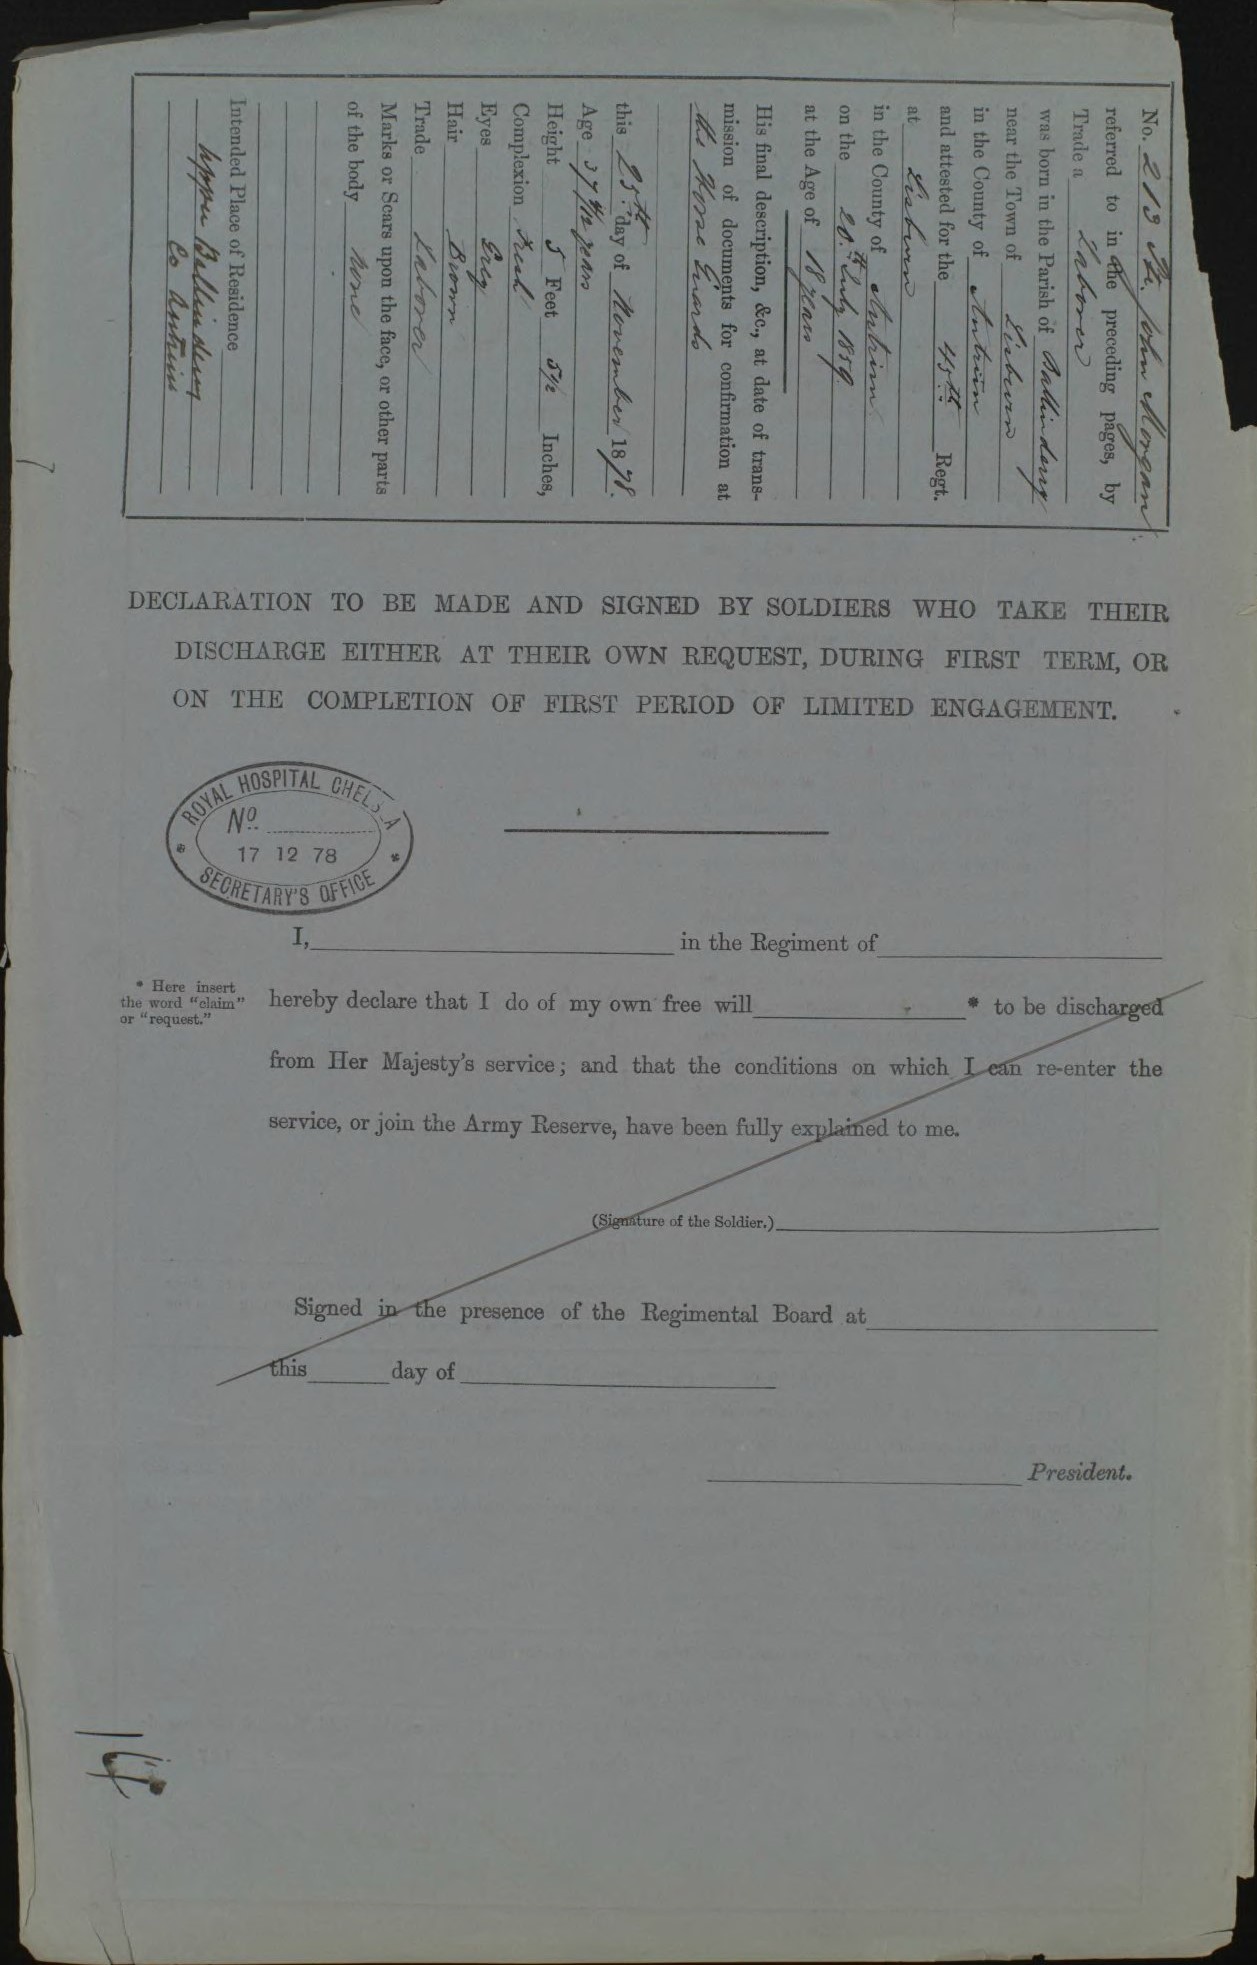 No. 213 Pte. John Morgan
referred to in the preceding pages, by
Trade a Laborer
was born in the Parish of Ballinderry
near the Town of Lisburn
in the County of Antrim
and attested for the 45th Regt.
at Lisburn
in the County of Antrim
on the 20th July 1859.
at the Age of 18 years
His final description, &c., at date of trans-
mission of documents for confirmation at
the Horse Guards
this 25th day of November 1878.
Age 37 4/12 years
Height 5 Feet 5½ Inches,
Complexion Fresh
Eyes Grey
Hair Brown
Trade Laborer
Marks or Scars upon the face, or other parts
of the body None
Intended Place of Residence
Upper Ballinderry
Co Antrim
DECLARATION TO BE MADE AND SIGNED BY SOLDIERS WHO TAKE THEIR
DISCHARGE EITHER AT THEIR OWN REQUEST, DURING FIRST TERM, OR
ON THE COMPLETION OF FIRST PERIOD OF LIMITED ENGAGEMENT.
ROYAL HOSPITAL CHELSEA
No.
17 12 78
SECRETARY'S OFFICE
I, in the Regiment of
* Here insert
the word "claim"
or "request."
hereby declare that I do of my own free will * to be discharged
from Her Majesty's service; and that the conditions on which I can re-enter the
service, or join the Army Reserve, have been fully explained to me.
(Signature of the Soldier.)
Signed in the presence of the Regimental Board at
this day of
President.